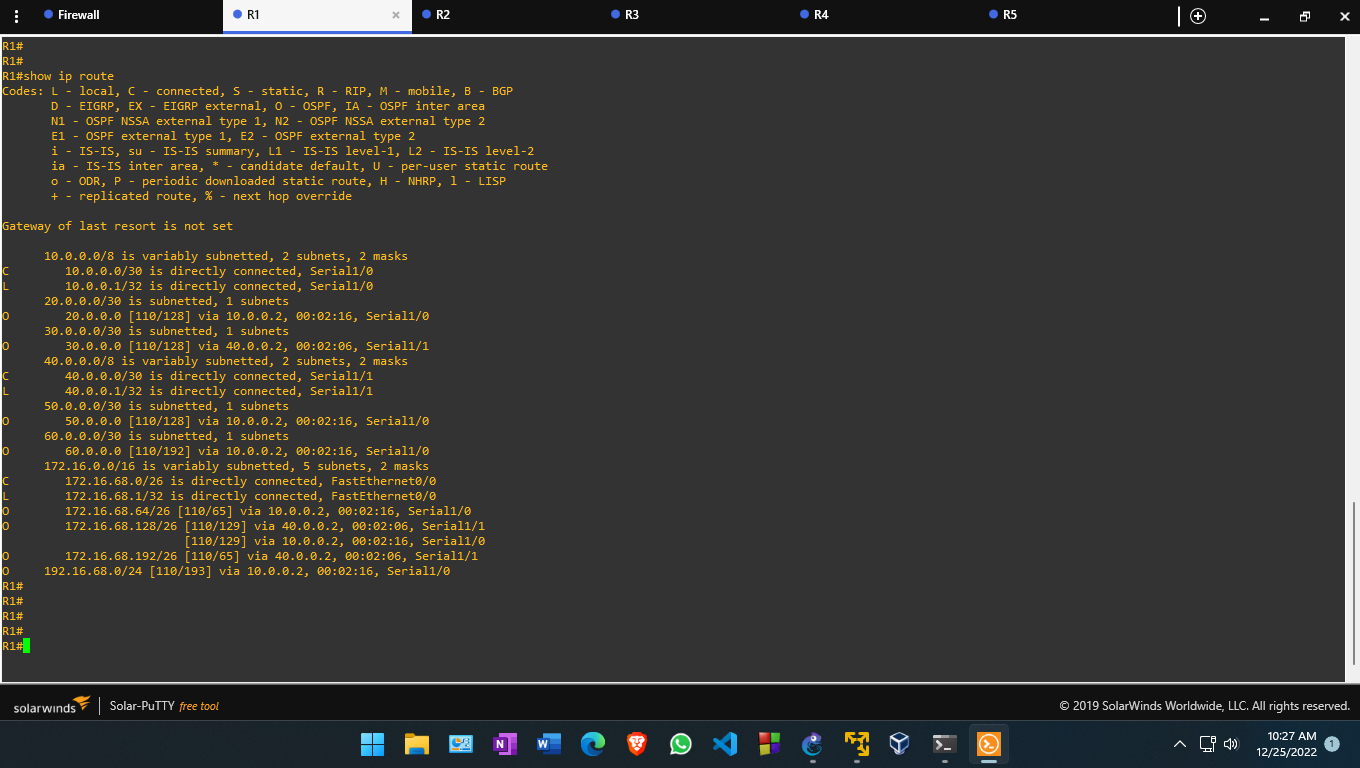 Firewall
R1
R2
R3
R4
R5
R1#
R1#
R1#show ip route
Codes: L - local, C - connected, S - static, R - RIP, M - mobile, B - BGP
       D - EIGRP, EX - EIGRP external, O - OSPF, IA - OSPF inter area
       N1 - OSPF NSSA external type 1, N2 - OSPF NSSA external type 2
       E1 - OSPF external type 1, E2 - OSPF external type 2
       i - IS-IS, su - IS-IS summary, L1 - IS-IS level-1, L2 - IS-IS level-2
       ia - IS-IS inter area, * - candidate default, U - per-user static route
       o - ODR, P - periodic downloaded static route, H - NHRP, l - LISP
       + - replicated route, % - next hop override
Gateway of last resort is not set
      10.0.0.0/8 is variably subnetted, 2 subnets, 2 masks
C        10.0.0.0/30 is directly connected, Serial1/0
L        10.0.0.1/32 is directly connected, Serial1/0
      20.0.0.0/30 is subnetted, 1 subnets
O        20.0.0.0 [110/128] via 10.0.0.2, 00:02:16, Serial1/0
      30.0.0.0/30 is subnetted, 1 subnets
O        30.0.0.0 [110/128] via 40.0.0.2, 00:02:06, Serial1/1
      40.0.0.0/8 is variably subnetted, 2 subnets, 2 masks
C        40.0.0.0/30 is directly connected, Serial1/1
L        40.0.0.1/32 is directly connected, Serial1/1
      50.0.0.0/30 is subnetted, 1 subnets
O        50.0.0.0 [110/128] via 10.0.0.2, 00:02:16, Serial1/0
      60.0.0.0/30 is subnetted, 1 subnets
O        60.0.0.0 [110/192] via 10.0.0.2, 00:02:16, Serial1/0
      172.16.0.0/16 is variably subnetted, 5 subnets, 2 masks
C        172.16.68.0/26 is directly connected, FastEthernet0/0
L        172.16.68.1/32 is directly connected, FastEthernet0/0
O        172.16.68.64/26 [110/65] via 10.0.0.2, 00:02:16, Serial1/0
O        172.16.68.128/26 [110/129] via 40.0.0.2, 00:02:06, Serial1/1
                          [110/129] via 10.0.0.2, 00:02:16, Serial1/0
O        172.16.68.192/26 [110/65] via 40.0.0.2, 00:02:06, Serial1/1
O     192.16.68.0/24 [110/193] via 10.0.0.2, 00:02:16, Serial1/0
R1#
R1#
R1#
R1#
R1#
solarwinds
Solar-PuTTY free tool
© 2019 SolarWinds Worldwide, LLC. All rights reserved.
10:27 AM
12/25/2022
1